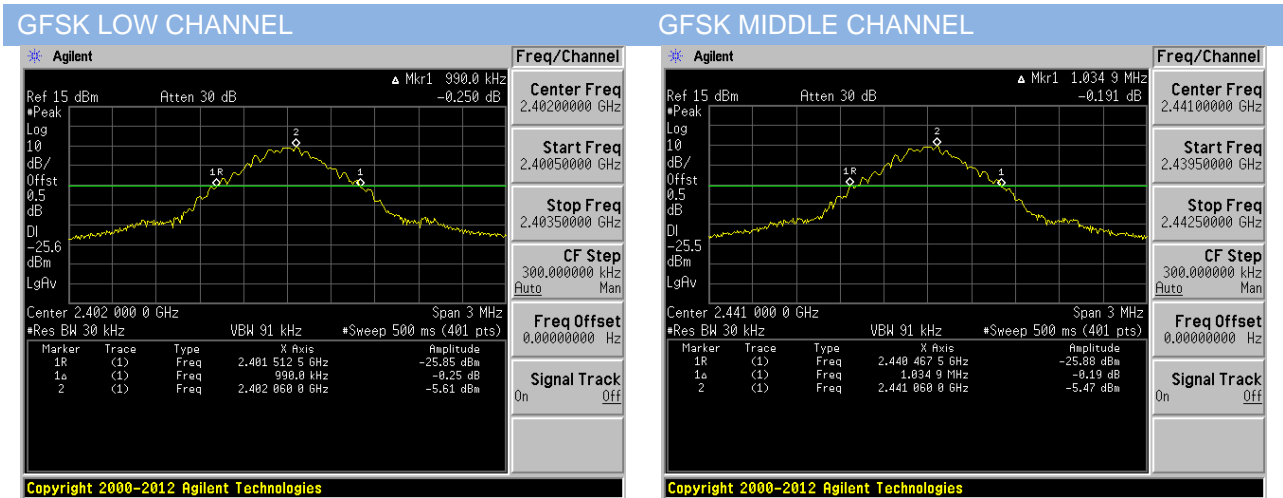 GFSK LOW CHANNEL
Agilent
Freq/Channel
Δ Mkr1 990.0 kHz
Ref 15 dBm Atten 30 dB -0.250 dB
#Peak
Log
10
dB/
Offst
0.5
dB
DI
-25.6
dBm
LgAv
2
1R
1
Center 2.402 000 0 GHz Span 3 MHz
#Res BW 30 kHz VBW 91 kHz #Sweep 500 ms (401 pts)
Marker Trace Type X Axis Amplitude
1R (1) Freq 2.401 512 5 GHz -25.85 dBm
1Δ (1) Freq 990.0 kHz -0.25 dB
2 (1) Freq 2.402 060 0 GHz -5.61 dBm
Center Freq
2.40200000 GHz
Start Freq
2.40050000 GHz
Stop Freq
2.40350000 GHz
CF Step
300.000000 kHz
Auto Man
Freq Offset
0.00000000 Hz
Signal Track
On Off
Copyright 2000-2012 Agilent Technologies
GFSK MIDDLE CHANNEL
Agilent
Freq/Channel
Δ Mkr1 1.034 9 MHz
Ref 15 dBm Atten 30 dB -0.191 dB
#Peak
Log
10
dB/
Offst
0.5
dB
DI
-25.5
dBm
LgAv
2
1R
1
Center 2.441 000 0 GHz Span 3 MHz
#Res BW 30 kHz VBW 91 kHz #Sweep 500 ms (401 pts)
Marker Trace Type X Axis Amplitude
1R (1) Freq 2.440 467 5 GHz -25.88 dBm
1Δ (1) Freq 1.034 9 MHz -0.19 dB
2 (1) Freq 2.441 060 0 GHz -5.47 dBm
Center Freq
2.44100000 GHz
Start Freq
2.43950000 GHz
Stop Freq
2.44250000 GHz
CF Step
300.000000 kHz
Auto Man
Freq Offset
0.00000000 Hz
Signal Track
On Off
Copyright 2000-2012 Agilent Technologies